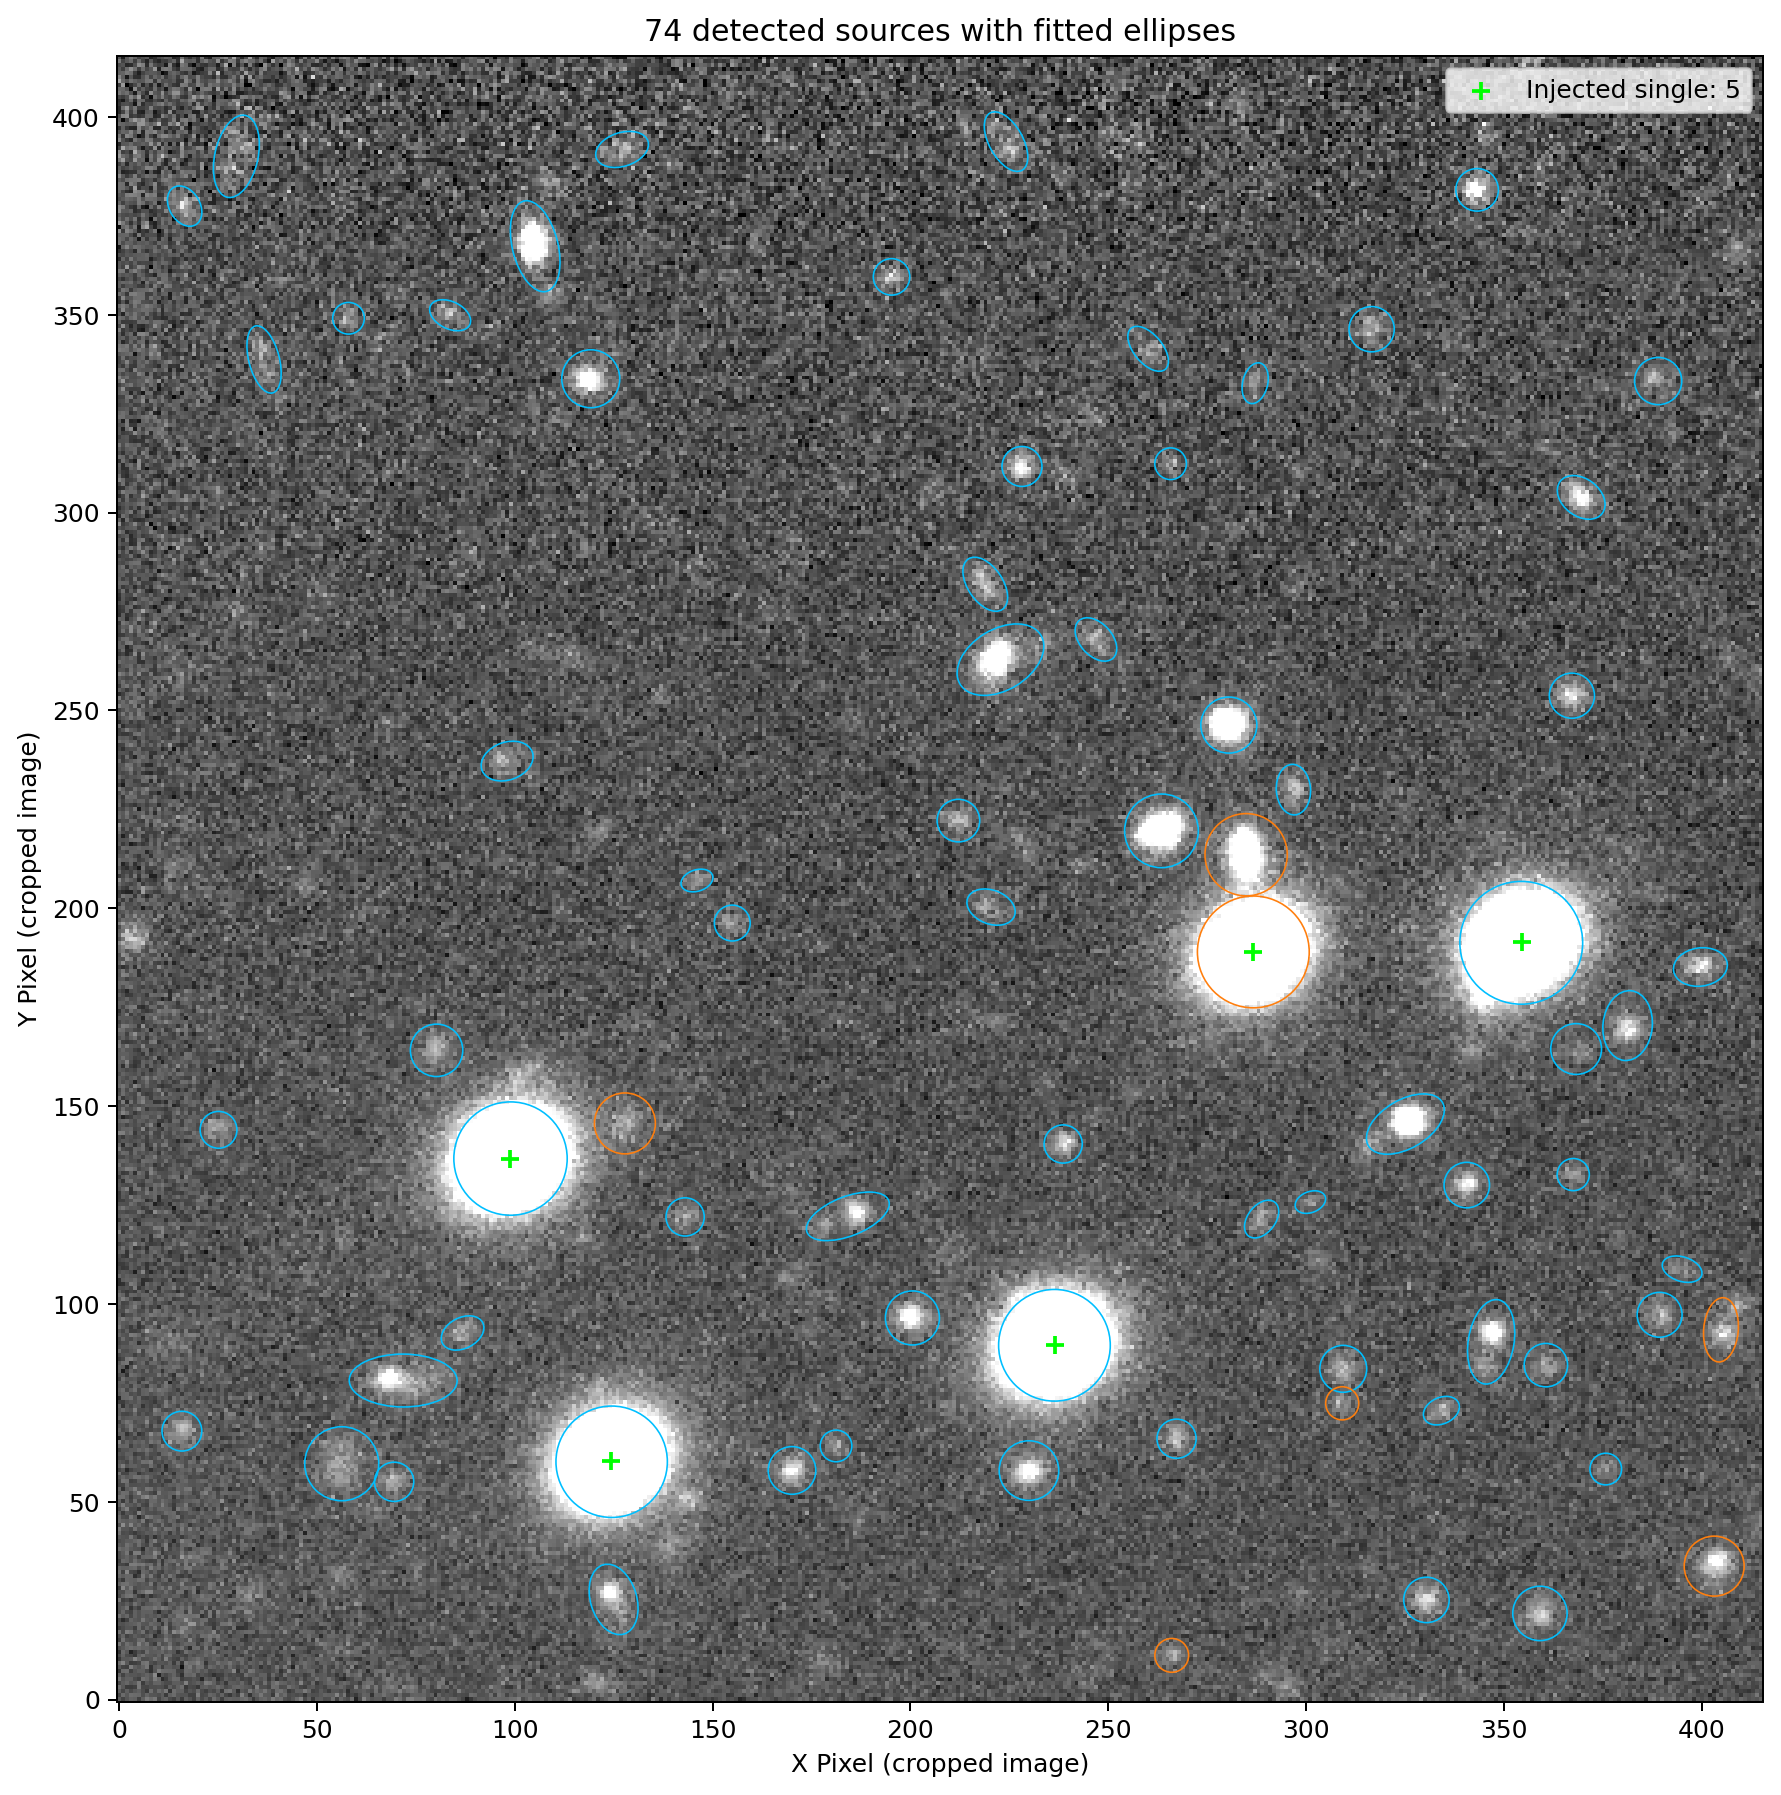 74 detected sources with fitted ellipses
Injected single: 5
400
350
300
250
200
150
100
50
0
Y Pixel (cropped image)
0 50 100 150 200 250 300 350 400
X Pixel (cropped image)